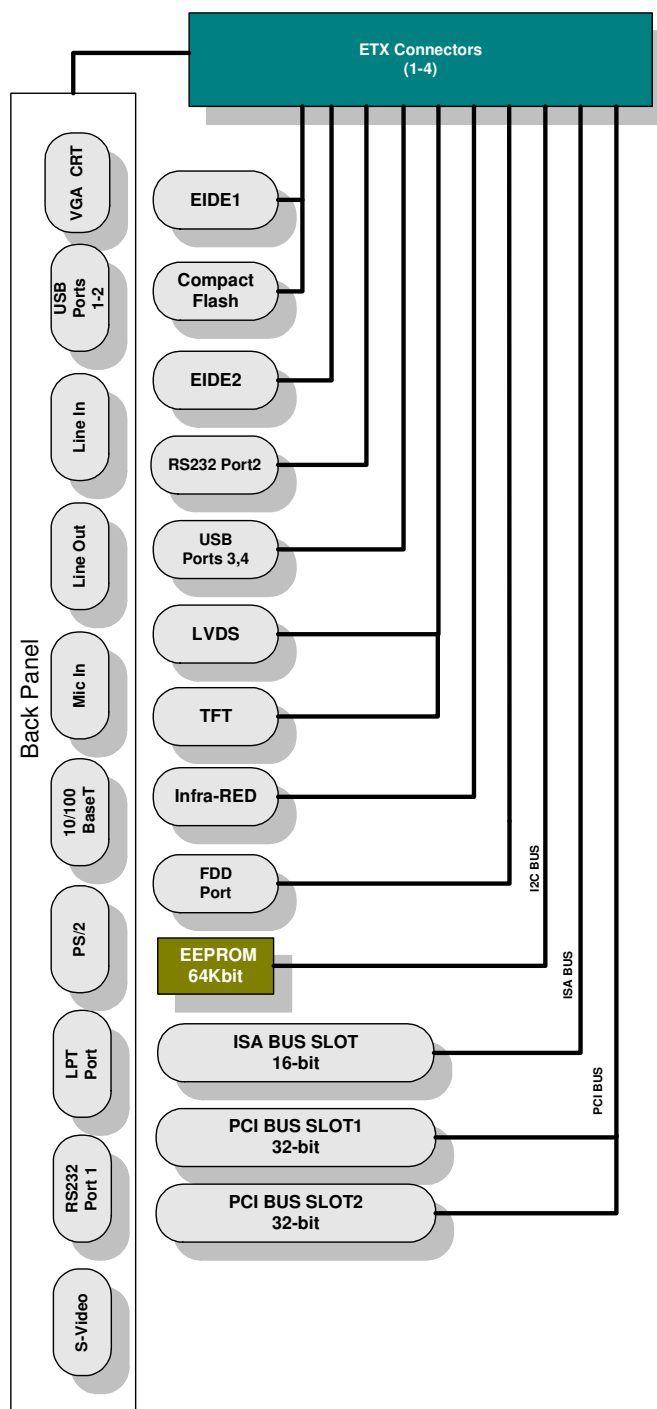 ETX Connectors
(1-4)
Back Panel
VGA CRT
USB
Ports
1-2
Line In
Line Out
Mic In
10/100
BaseT
PS/2
LPT
Port
RS232
Port 1
S-Video
EIDE1
Compact
Flash
EIDE2
RS232 Port2
USB
Ports 3,4
LVDS
TFT
Infra-RED
FDD
Port
EEPROM
64Kbit
ISA BUS SLOT
16-bit
PCI BUS SLOT1
32-bit
PCI BUS SLOT2
32-bit
I2C BUS
ISA BUS
PCI BUS